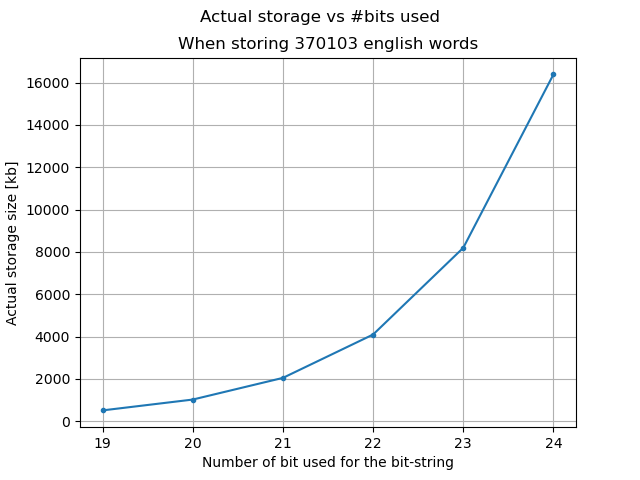 Actual storage vs #bits used
When storing 370103 english words
16000
14000
12000
10000
8000
6000
4000
2000
0
Actual storage size [kb]
19 20 21 22 23 24
Number of bit used for the bit-string